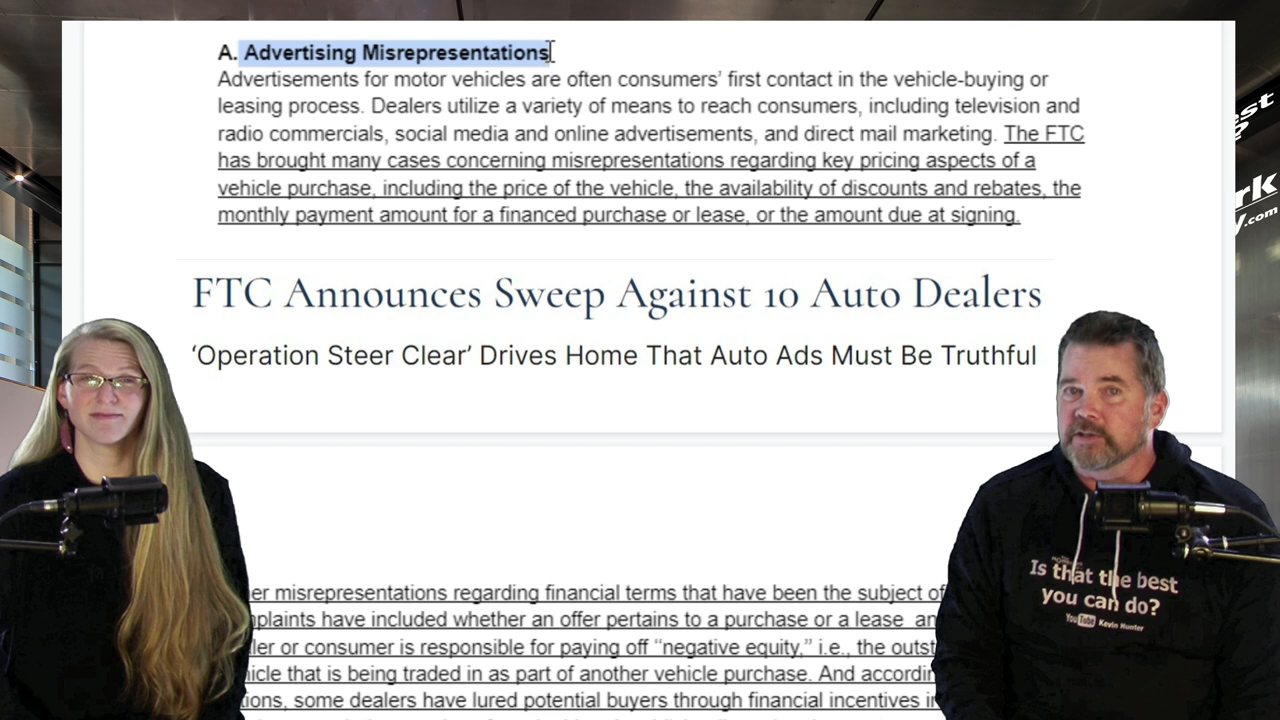 A. Advertising Misrepresentations
Advertisements for motor vehicles are often consumers' first contact in the vehicle-buying or
leasing process. Dealers utilize a variety of means to reach consumers, including television and
radio commercials, social media and online advertisements, and direct mail marketing. The FTC
has brought many cases concerning misrepresentations regarding key pricing aspects of a
vehicle purchase, including the price of the vehicle, the availability of discounts and rebates, the
monthly payment amount for a financed purchase or lease, or the amount due at signing.
FTC Announces Sweep Against 10 Auto Dealers
‘Operation Steer Clear’ Drives Home That Auto Ads Must Be Truthful
misrepresentations regarding financial terms that have been the subject of
have included whether an offer pertains to a purchase or a lease
or consumer is responsible for paying off “negative equity,” i.e., the
that is being traded in as part of another vehicle purchase. And
some dealers have lured potential buyers through financial incentives
Is that the best
you can do?
YouTube Kevin Hunter
.com